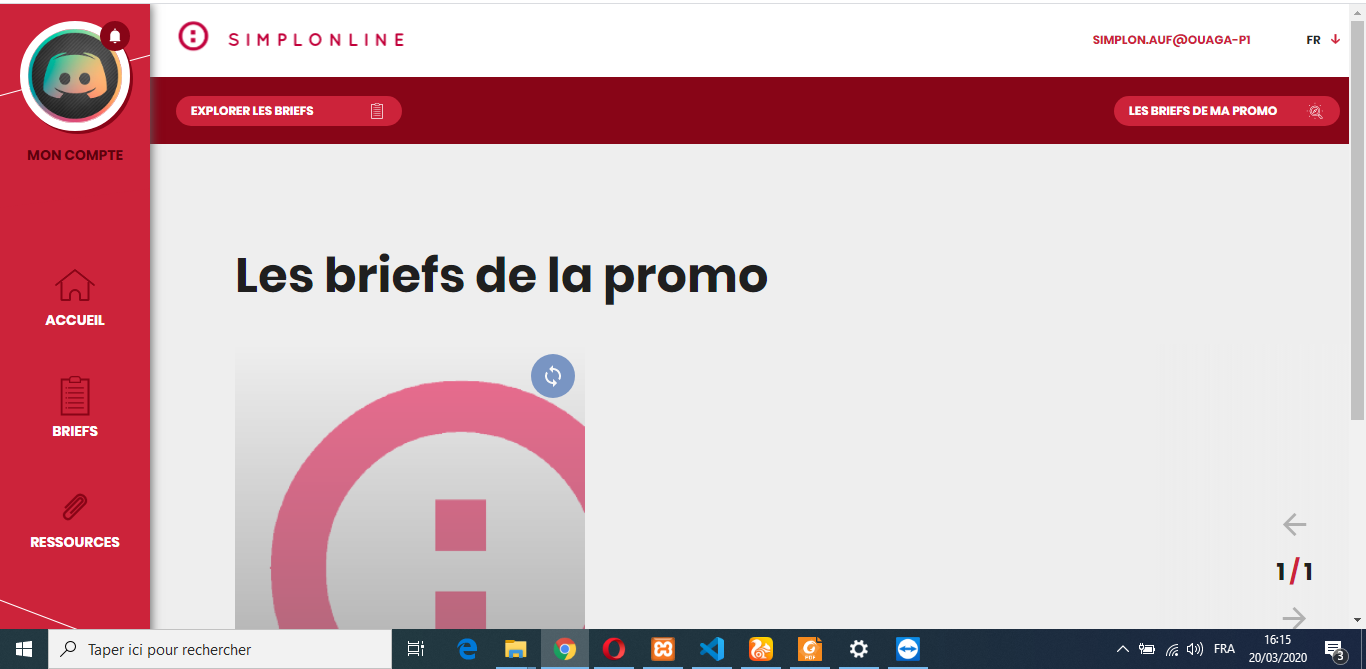 SIMPLONLINE
SIMPLON.AUF@OUAGA-P1
FR
EXPLORER LES BRIEFS
LES BRIEFS DE MA PROMO
MON COMPTE
ACCUEIL
BRIEFS
RESSOURCES
Les briefs de la promo
1/1
Taper ici pour rechercher
PDF
FRA
16:15
20/03/2020
3